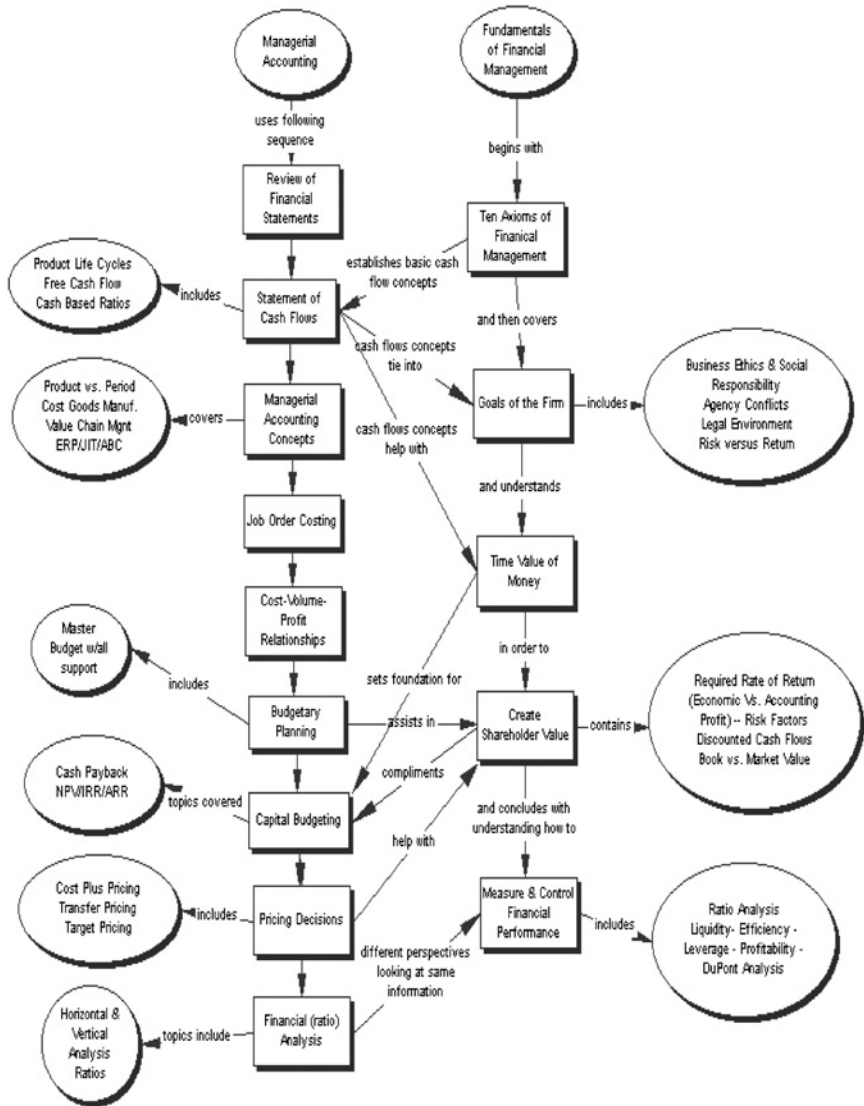 Managerial
Accounting
Fundamentals
of Financial
Management
uses following
sequence
begins with
Review of
Financial
Statements
Ten Axioms of
Finanical
Management
establishes basic cash
flow concepts
Product Life Cycles
Free Cash Flow
Cash Based Ratios
includes
Statement of
Cash Flows
and then covers
cash flows concepts
tie into
Product vs. Period
Cost Goods Manuf.
Value Chain Mgnt
ERP/JIT/ABC
covers
Managerial
Accounting
Concepts
Goals of the Firm
includes
Business Ethics & Social
Responsibility
Agency Conflicts
Legal Environment
Risk versus Return
cash flows concepts
help with
and understands
Job Order Costing
Time Value of
Money
Cost-Volume-
Profit
Relationships
Master
Budget w/all
support
includes
in order to
sets foundation for
Budgetary
Planning
assists in
Create
Shareholder Value
contains
Required Rate of Return
(Economic Vs. Accounting
Profit) -- Risk Factors
Discounted Cash Flows
Book vs. Market Value
Cash Payback
NPV/IRR/ARR
topics covered
compliments
Capital Budgeting
help with
and concludes with
understanding how to
Cost Plus Pricing
Transfer Pricing
Target Pricing
includes
Pricing Decisions
Measure & Control
Financial
Performance
includes
Ratio Analysis
Liquidity- Efficiency -
Leverage - Profitability -
DuPont Analysis
different perspectives
looking at same
information
Horizontal &
Vertical
Analysis
Ratios
topics include
Financial (ratio)
Analysis